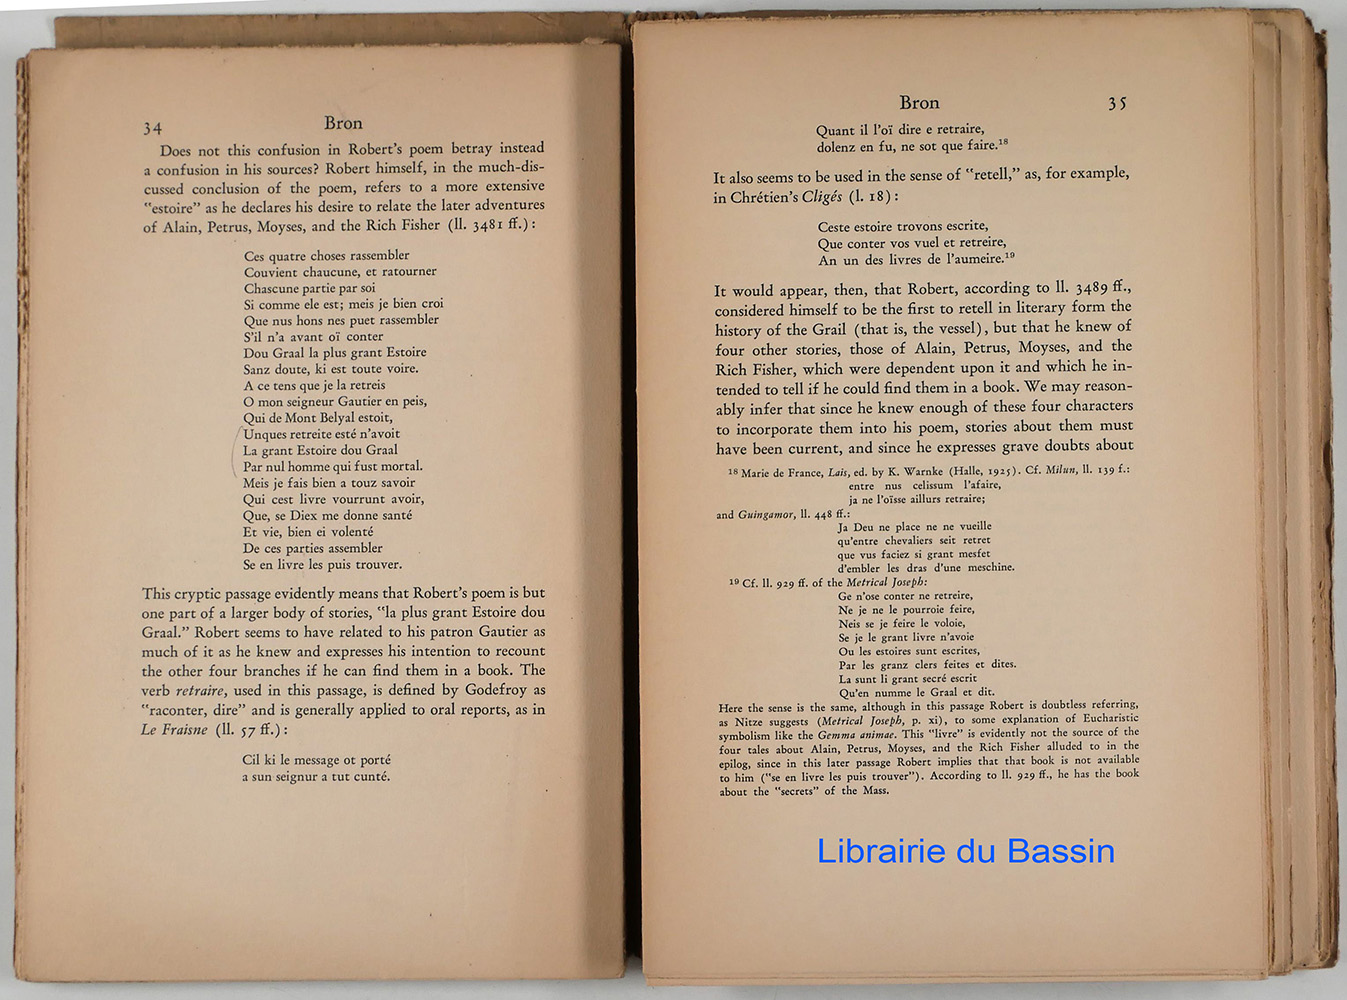 34 Bron
Does not this confusion in Robert's poem betray instead
a confusion in his sources? Robert himself, in the much-dis-
cussed conclusion of the poem, refers to a more extensive
"estoire" as he declares his desire to relate the later adventures
of Alain, Petrus, Moyses, and the Rich Fisher (ll. 3481 ff.):
Ces quatre choses rassembler
Couvient chaucune, et ratourner
Chascune partie par soi
Si comme ele est; meis je bien croi
Que nus hons nes puet rassembler
S'il n'a avant oï conter
Dou Graal la plus grant Estoire
Sanz doute, ki est toute voire.
A ce tens que je la retreis
O mon seigneur Gautier en peis,
Qui de Mont Belyal estoit,
Unques retreite esté n'avoit
La grant Estoire dou Graal
Par nul homme qui fust mortal.
Meis je fais bien a touz savoir
Qui cest livre vourrunt avoir,
Que, se Diex me donne santé
Et vie, bien ei volenté
De ces parties assembler
Se en livre les puis trouver.
This cryptic passage evidently means that Robert's poem is but
one part of a larger body of stories, "la plus grant Estoire dou
Graal." Robert seems to have related to his patron Gautier as
much of it as he knew and expresses his intention to recount
the other four branches if he can find them in a book. The
verb retraire, used in this passage, is defined by Godefroy as
"raconter, dire" and is generally applied to oral reports, as in
Le Fraisne (ll. 57 ff.):
Cil ki le message ot porté
a sun seignur a tut cunté.
Bron 35
Quant il l'oï dire e retraire,
dolenz en fu, ne sot que faire.18
It also seems to be used in the sense of "retell," as, for example,
in Chrétien's Cligés (l. 18):
Ceste estoire trovons escrite,
Que conter vos vuel et retreire,
An un des livres de l'aumeire.19
It would appear, then, that Robert, according to ll. 3489 ff.,
considered himself to be the first to retell in literary form the
history of the Grail (that is, the vessel), but that he knew of
four other stories, those of Alain, Petrus, Moyses, and the
Rich Fisher, which were dependent upon it and which he in-
tended to tell if he could find them in a book. We may reason-
ably infer that since he knew enough of these four characters
to incorporate them into his poem, stories about them must
have been current, and since he expresses grave doubts about
18 Marie de France, Lais, ed. by K. Warnke (Halle, 1925). Cf. Milun, ll. 139 f.:
entre nus celissum l'afaire,
ja ne l'oïsse aillurs retraire;
and Guingamor, ll. 448 ff.:
Ja Deu ne place ne ne vueille
qu'entre chevaliers seit retret
que vus faciez si grant mesfet
d'embler les dras d'une meschine.
19 Cf. ll. 929 ff. of the Metrical Joseph:
Ge n'ose conter ne retreire,
Ne je ne le pourroie feire,
Neis se je feire le voloie,
Se je le grant livre n'avoie
Ou les estoires sunt escrites,
Par les granz clers feites et dites.
La sunt li grant secré escrit
Qu'en numme le Graal et dit.
Here the sense is the same, although in this passage Robert is doubtless referring,
as Nitze suggests (Metrical Joseph, p. xi), to some explanation of Eucharistic
symbolism like the Gemma animae. This "livre" is evidently not the source of the
four tales about Alain, Petrus, Moyses, and the Rich Fisher alluded to in the
epilog, since in this later passage Robert implies that that book is not available
to him ("se en livre les puis trouver"). According to ll. 929 ff., he has the book
about the "secrets" of the Mass.
Librairie du Bassin